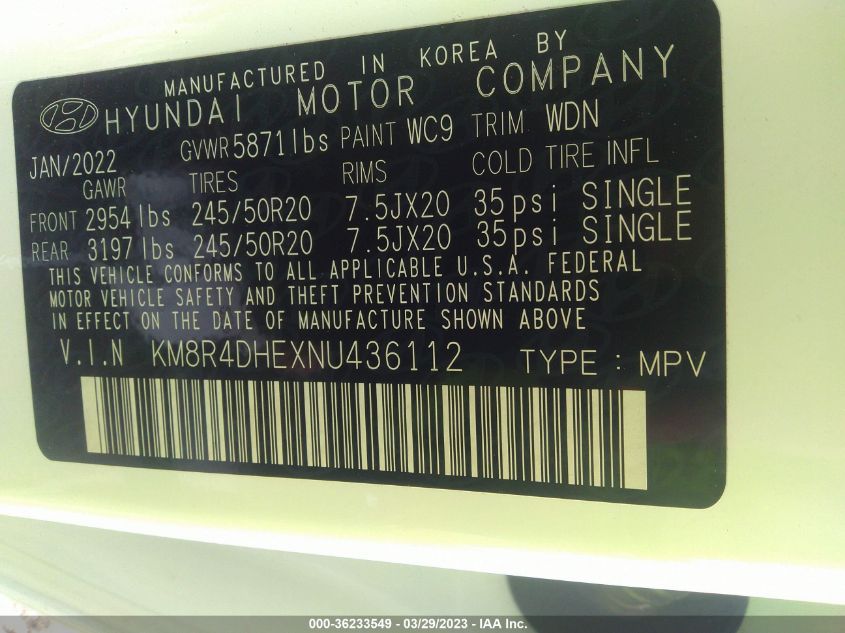 MANUFACTURED IN KOREA BY
HYUNDAI MOTOR COMPANY
JAN/2022 GVWR 5871lbs PAINT WC9 TRIM WDN
GAWR TIRES RIMS COLD TIRE INFL
FRONT 2954 lbs 245/50R20 7.5JX20 35psi SINGLE
REAR 3197 lbs 245/50R20 7.5JX20 35psi SINGLE
THIS VEHICLE CONFORMS TO ALL APPLICABLE U.S.A. FEDERAL
MOTOR VEHICLE SAFETY AND THEFT PREVENTION STANDARDS
IN EFFECT ON THE DATE OF MANUFACTURE SHOWN ABOVE
V.I.N KM8R4DHEXNU436112 TYPE : MPV
000-36233549 - 03/29/2023 - IAA Inc.